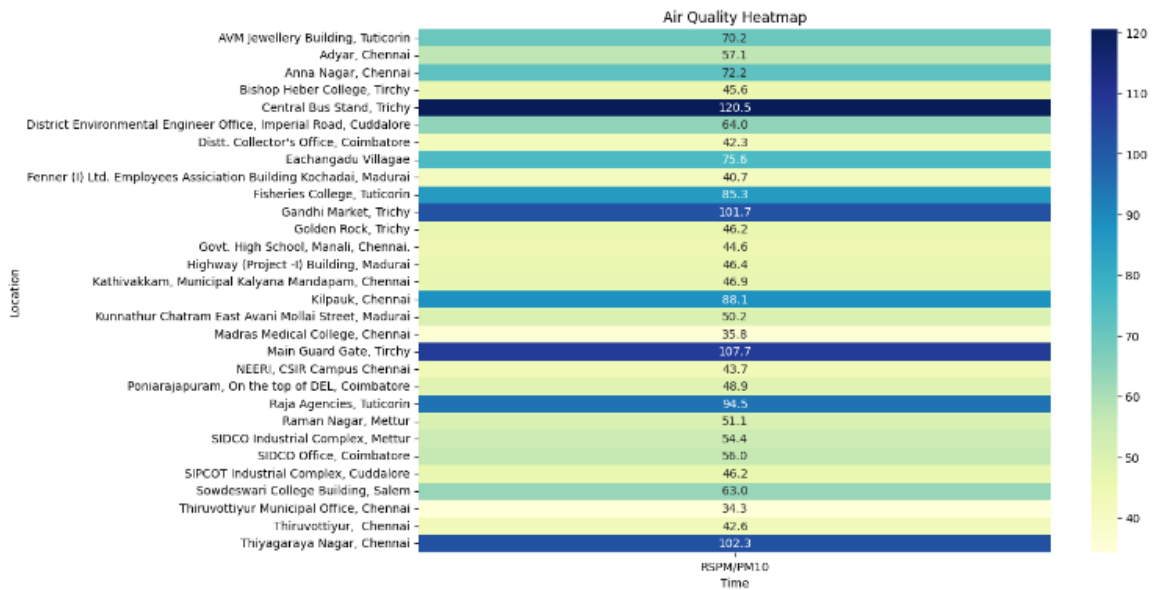 Air Quality Heatmap
AVM Jewellery Building, Tuticorin 70.2
Adyar, Chennai 57.1
Anna Nagar, Chennai 72.2
Bishop Heber College, Tirchy 45.6
Central Bus Stand, Trichy 120.5
District Environmental Engineer Office, Imperial Road, Cuddalore 64.0
Distt. Collector's Office, Coimbatore 42.3
Eachangadu Villagae 75.6
Fenner (I) Ltd. Employees Assiciation Building Kochadai, Madurai 40.7
Fisheries College, Tuticorin 85.3
Gandhi Market, Trichy 101.7
Golden Rock, Trichy 46.2
Govt. High School, Manali, Chennai. 44.6
Highway (Project -I) Building, Madurai 46.4
Kathivakkam, Municipal Kalyana Mandapam, Chennai 46.9
Kilpauk, Chennai 88.1
Kunnathur Chatram East Avani Mollai Street, Madurai 50.2
Madras Medical College, Chennai 35.8
Main Guard Gate, Tirchy 107.7
NEERI, CSIR Campus Chennai 43.7
Poniarajapuram, On the top of DEL, Coimbatore 48.9
Raja Agencies, Tuticorin 94.5
Raman Nagar, Mettur 51.1
SIDCO Industrial Complex, Mettur 54.4
SIDCO Office, Coimbatore 56.0
SIPCOT Industrial Complex, Cuddalore 46.2
Sowdeswari College Building, Salem 63.0
Thiruvottiyur Municipal Office, Chennai 34.3
Thiruvottiyur, Chennai 42.6
Thiyagaraya Nagar, Chennai 102.3
Location
RSPM/PM10
Time
120
110
100
90
80
70
60
50
40